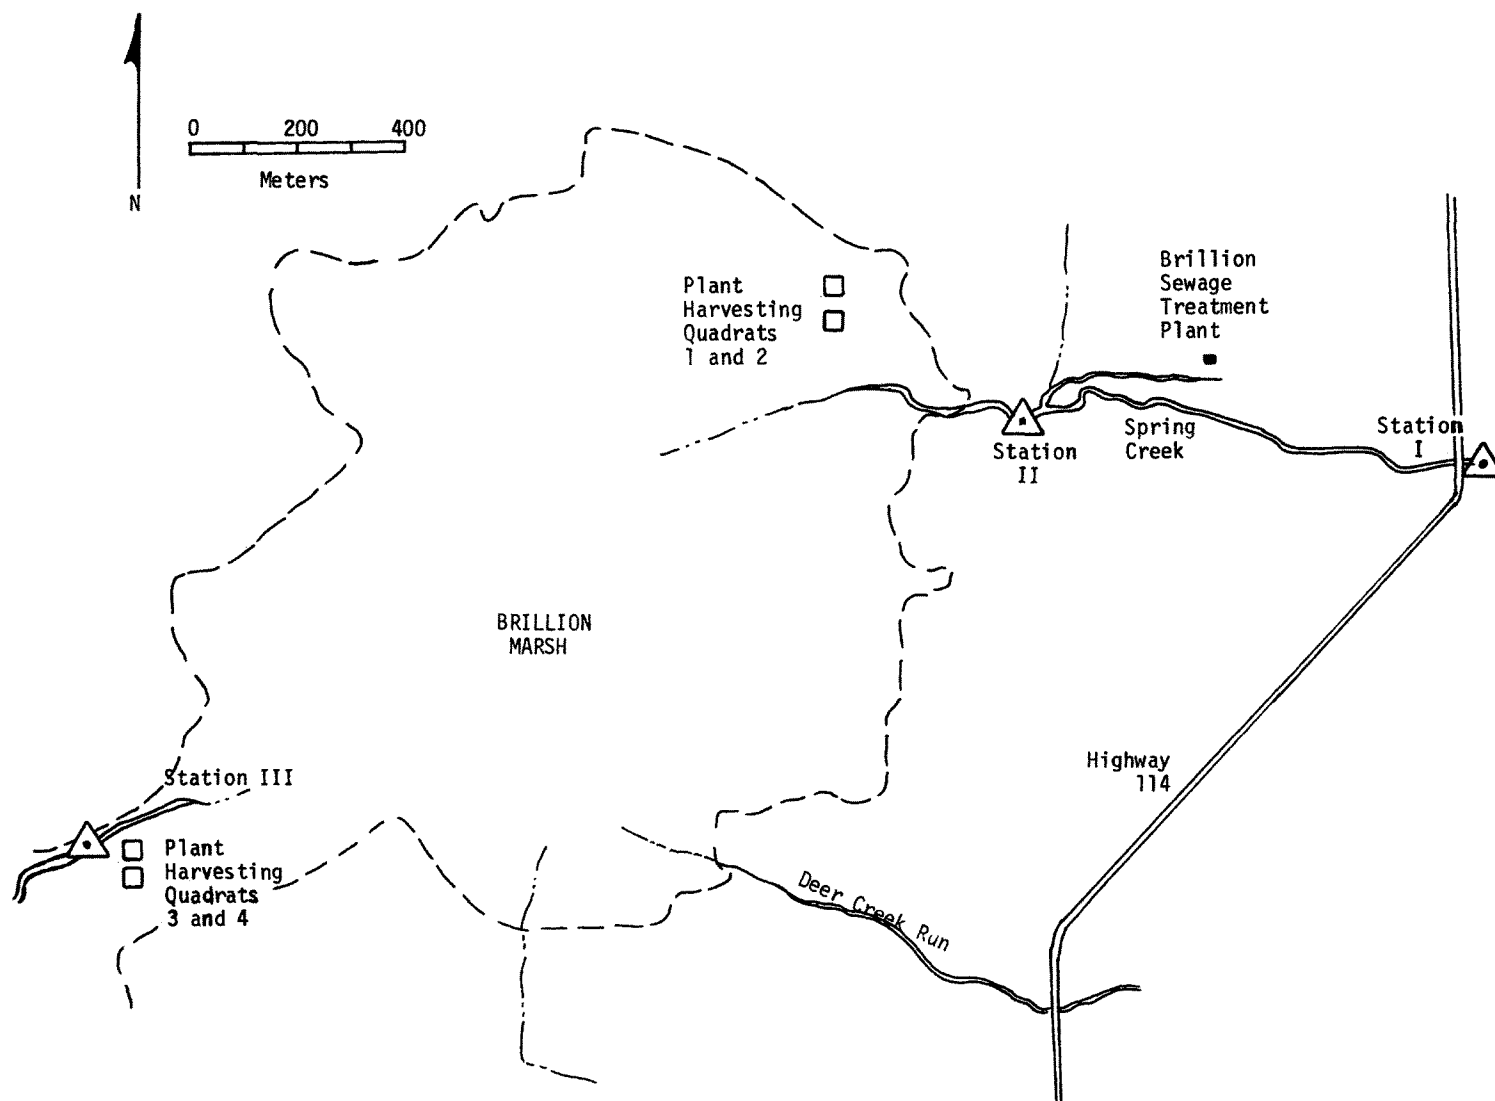 0 200 400
Meters
N
Brillion
Sewage
Treatment
Plant
Plant
Harvesting
Quadrats
1 and 2
Station
I
Spring
Creek
Station
II
BRILLION
MARSH
Highway
114
Station III
Plant
Harvesting
Quadrats
3 and 4
Deer Creek Run